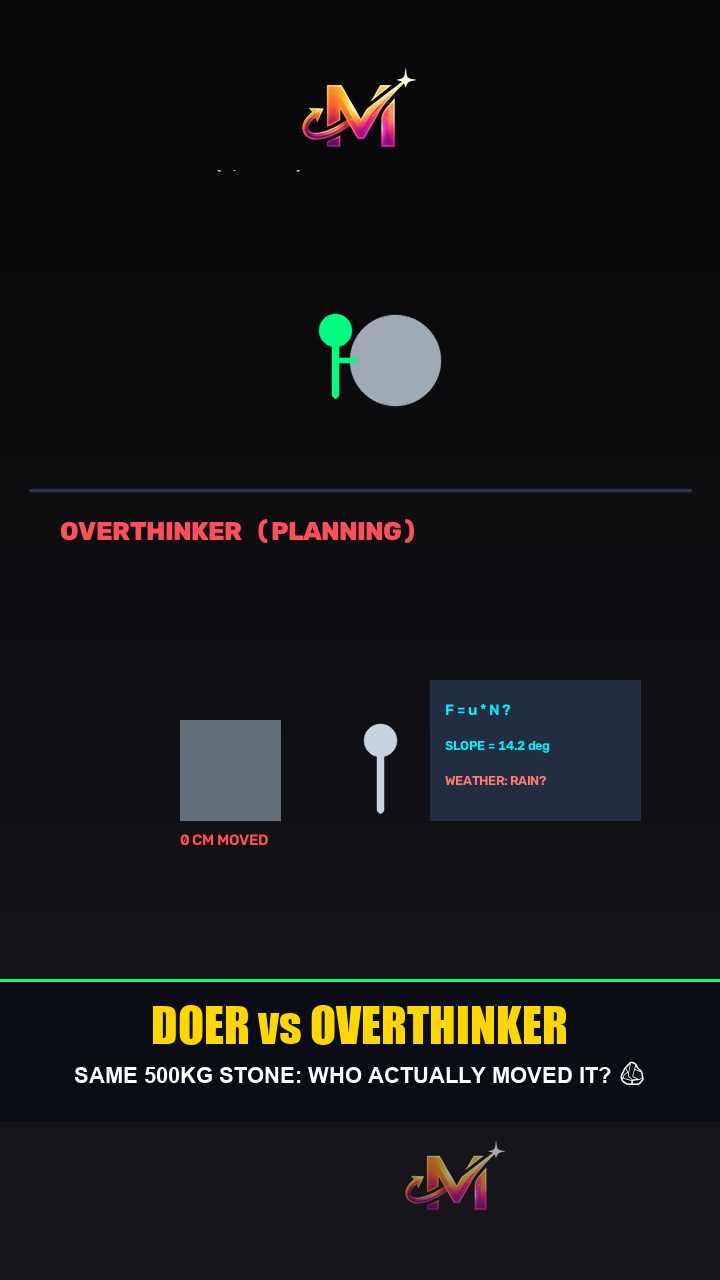 OVERTHINKER (PLANNING)
F = u * N ?
SLOPE = 14.2 deg
WEATHER: RAIN?
0 CM MOVED
DOER vs OVERTHINKER
SAME 500KG STONE: WHO ACTUALLY MOVED IT? 🪨